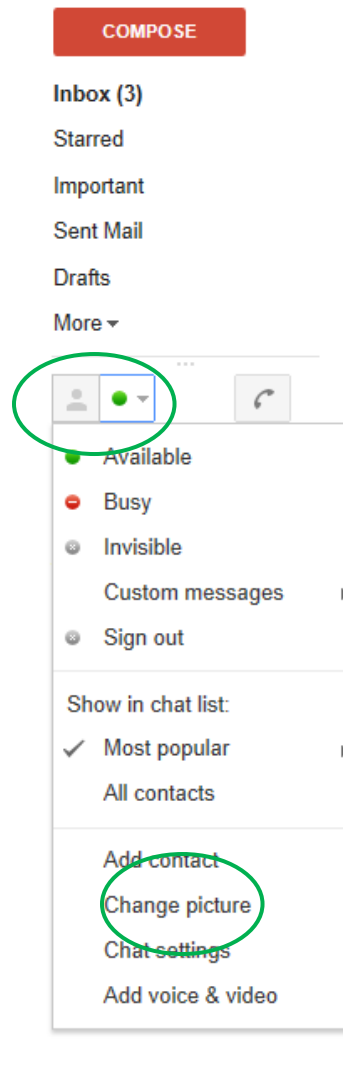 COMPOSE
Inbox (3)
Starred
Important
Sent Mail
Drafts
More
Available
Busy
Invisible
Custom messages
Sign out
Show in chat list:
Most popular
All contacts
Add contact
Change picture
Chat settings
Add voice & video